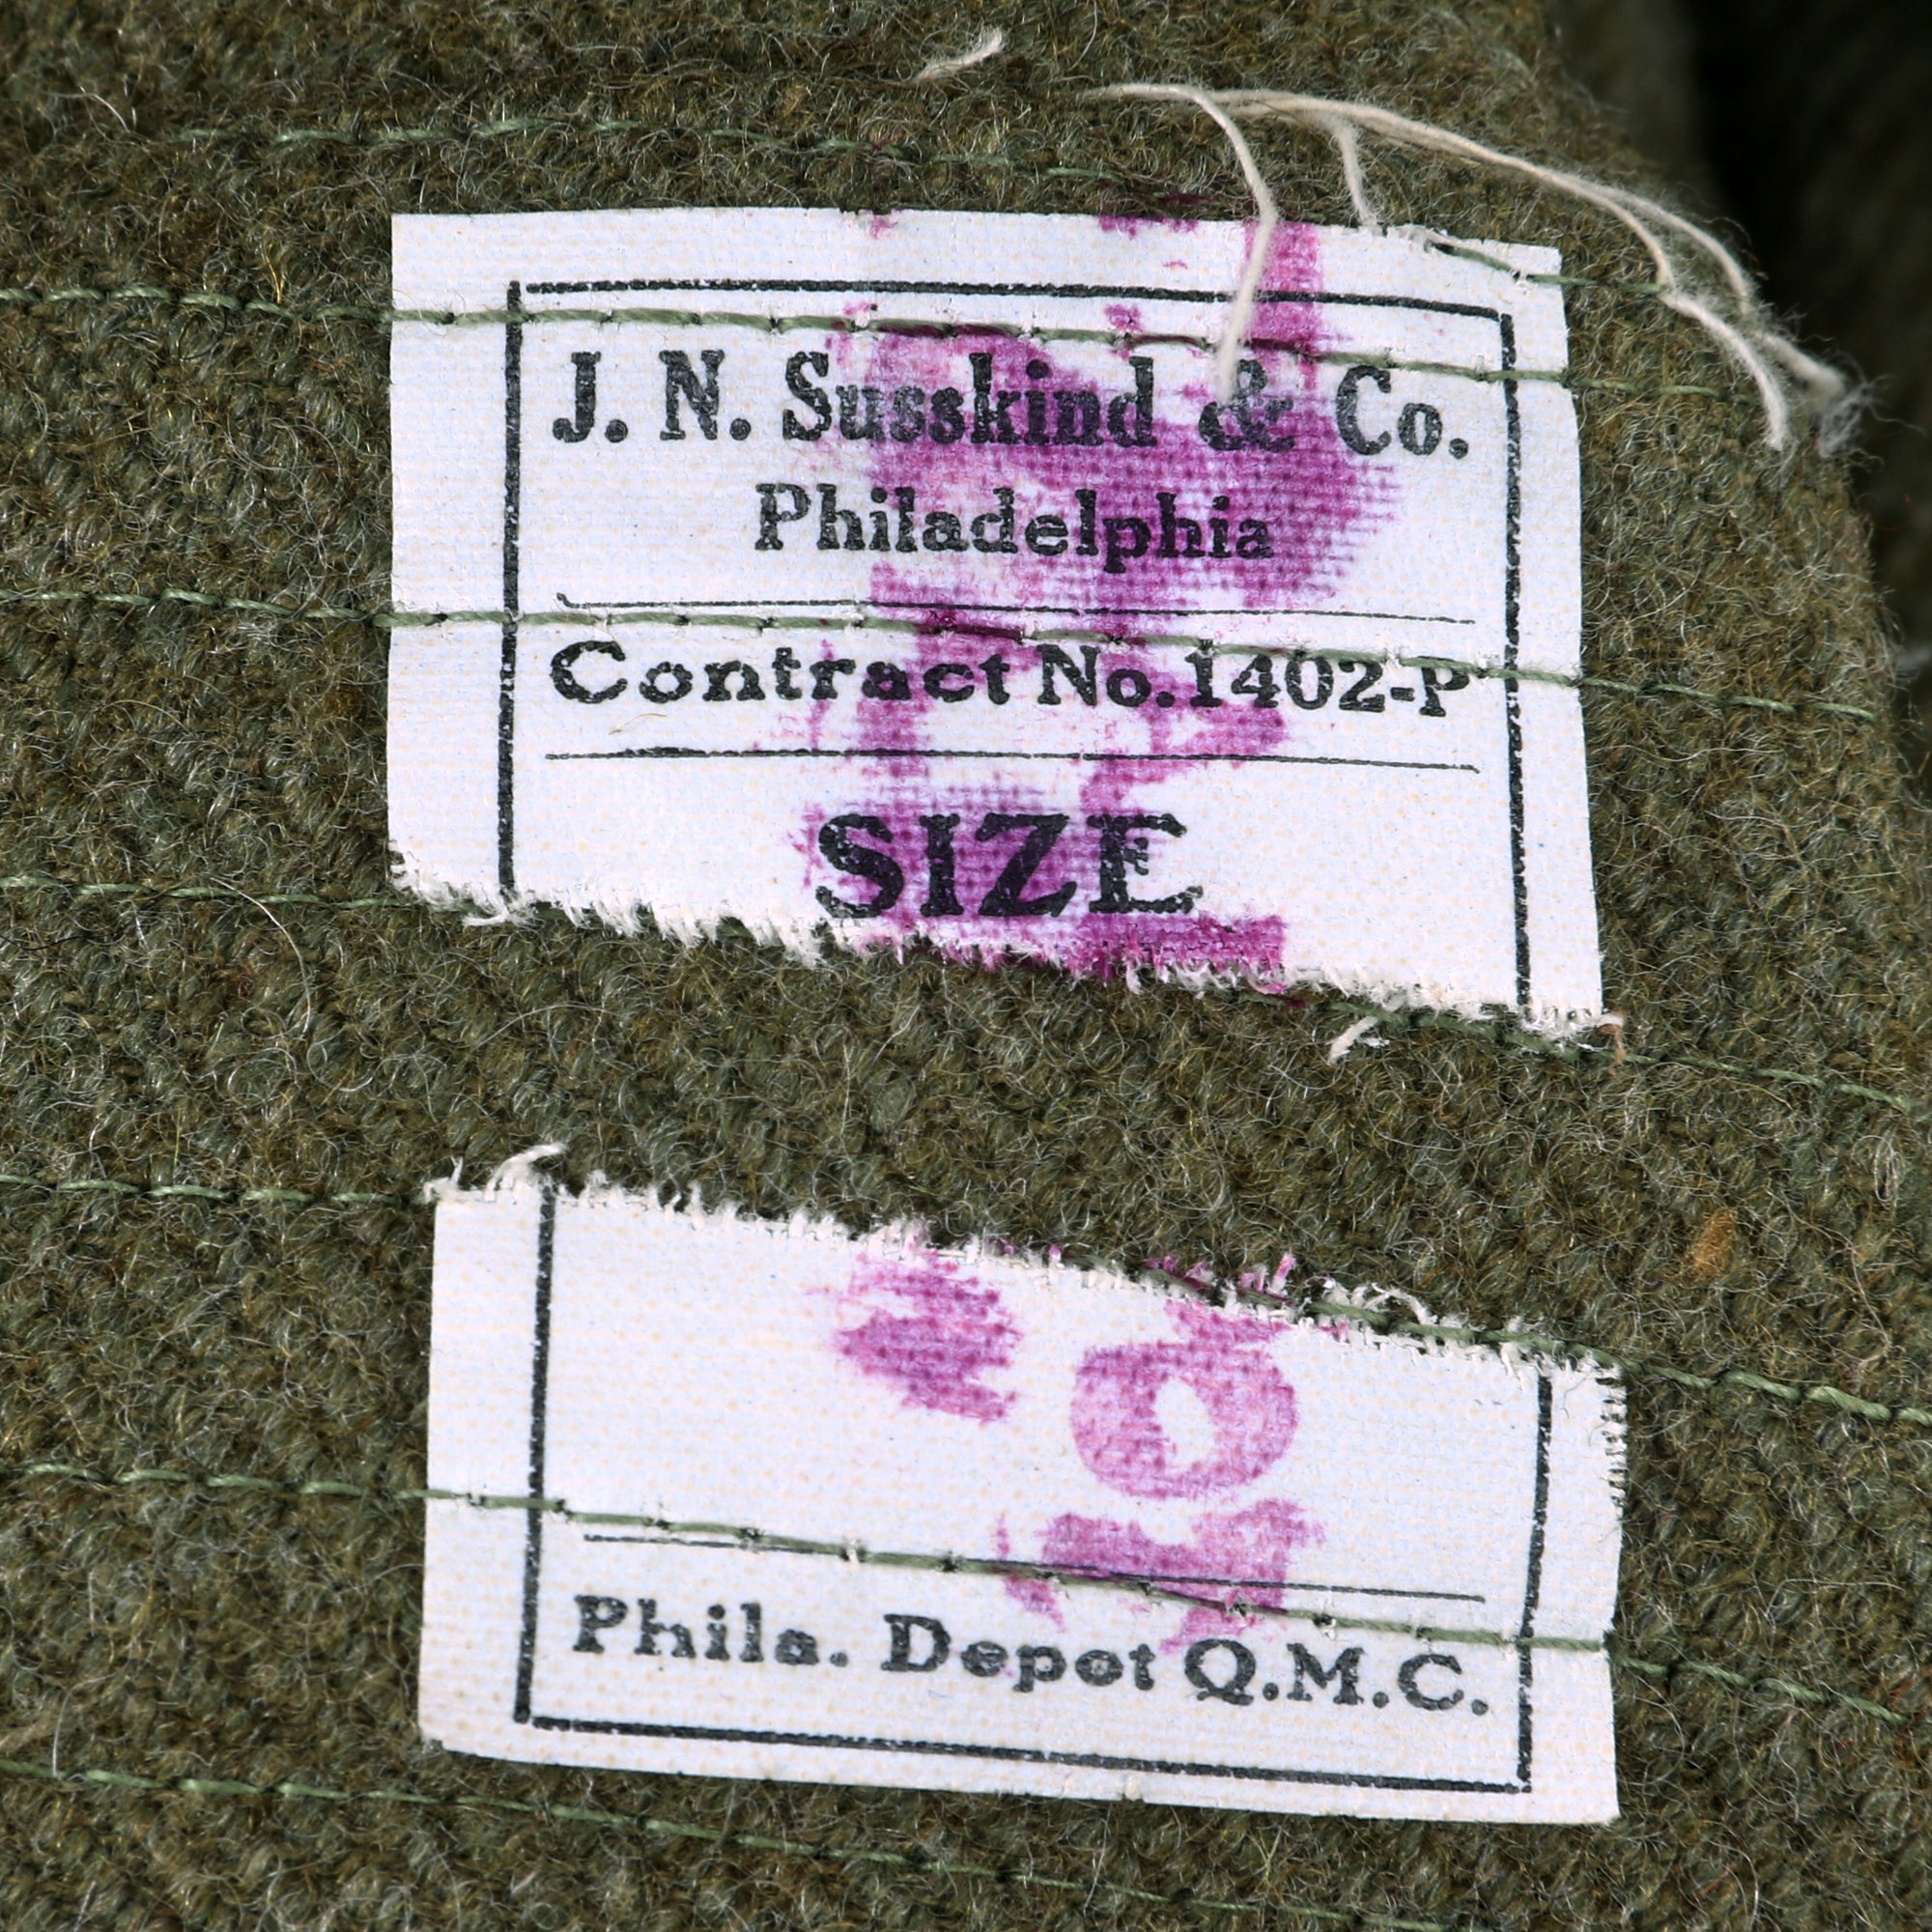 J. N. Susskind & Co.
Philadelphia
Contract No. 1402-P
SIZE
Phila. Depot Q.M.C.